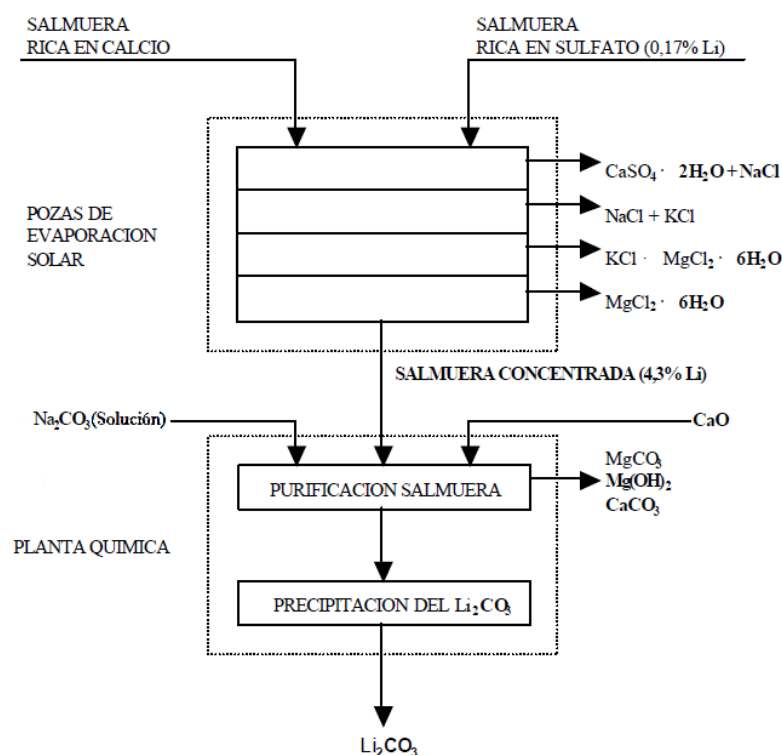 SALMUERA
RICA EN CALCIO
SALMUERA
RICA EN SULFATO (0,17% Li)
CaSO₄ · 2H₂O + NaCl
POZAS DE
EVAPORACION
SOLAR
NaCl + KCl
KCl · MgCl₂ · 6H₂O
MgCl₂ · 6H₂O
SALMUERA CONCENTRADA (4,3% Li)
Na₂CO₃(Solución)
CaO
PURIFICACION SALMUERA
MgCO₃
Mg(OH)₂
CaCO₃
PLANTA QUIMICA
PRECIPITACION DEL Li₂CO₃
Li₂CO₃